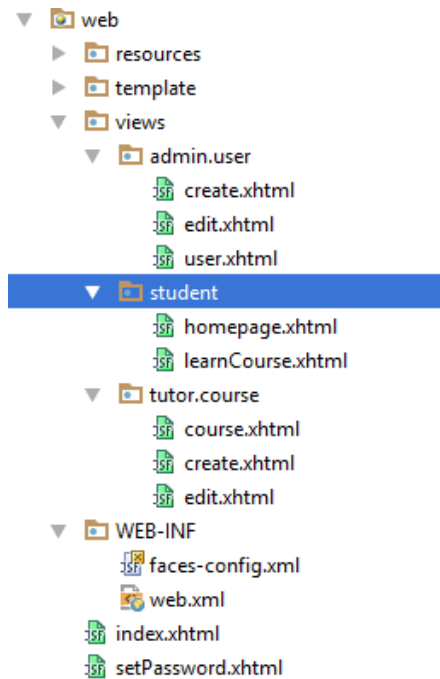 web
resources
template
views
admin.user
create.xhtml
edit.xhtml
user.xhtml
student
homepage.xhtml
learnCourse.xhtml
tutor.course
course.xhtml
create.xhtml
edit.xhtml
WEB-INF
faces-config.xml
web.xml
index.xhtml
setPassword.xhtml